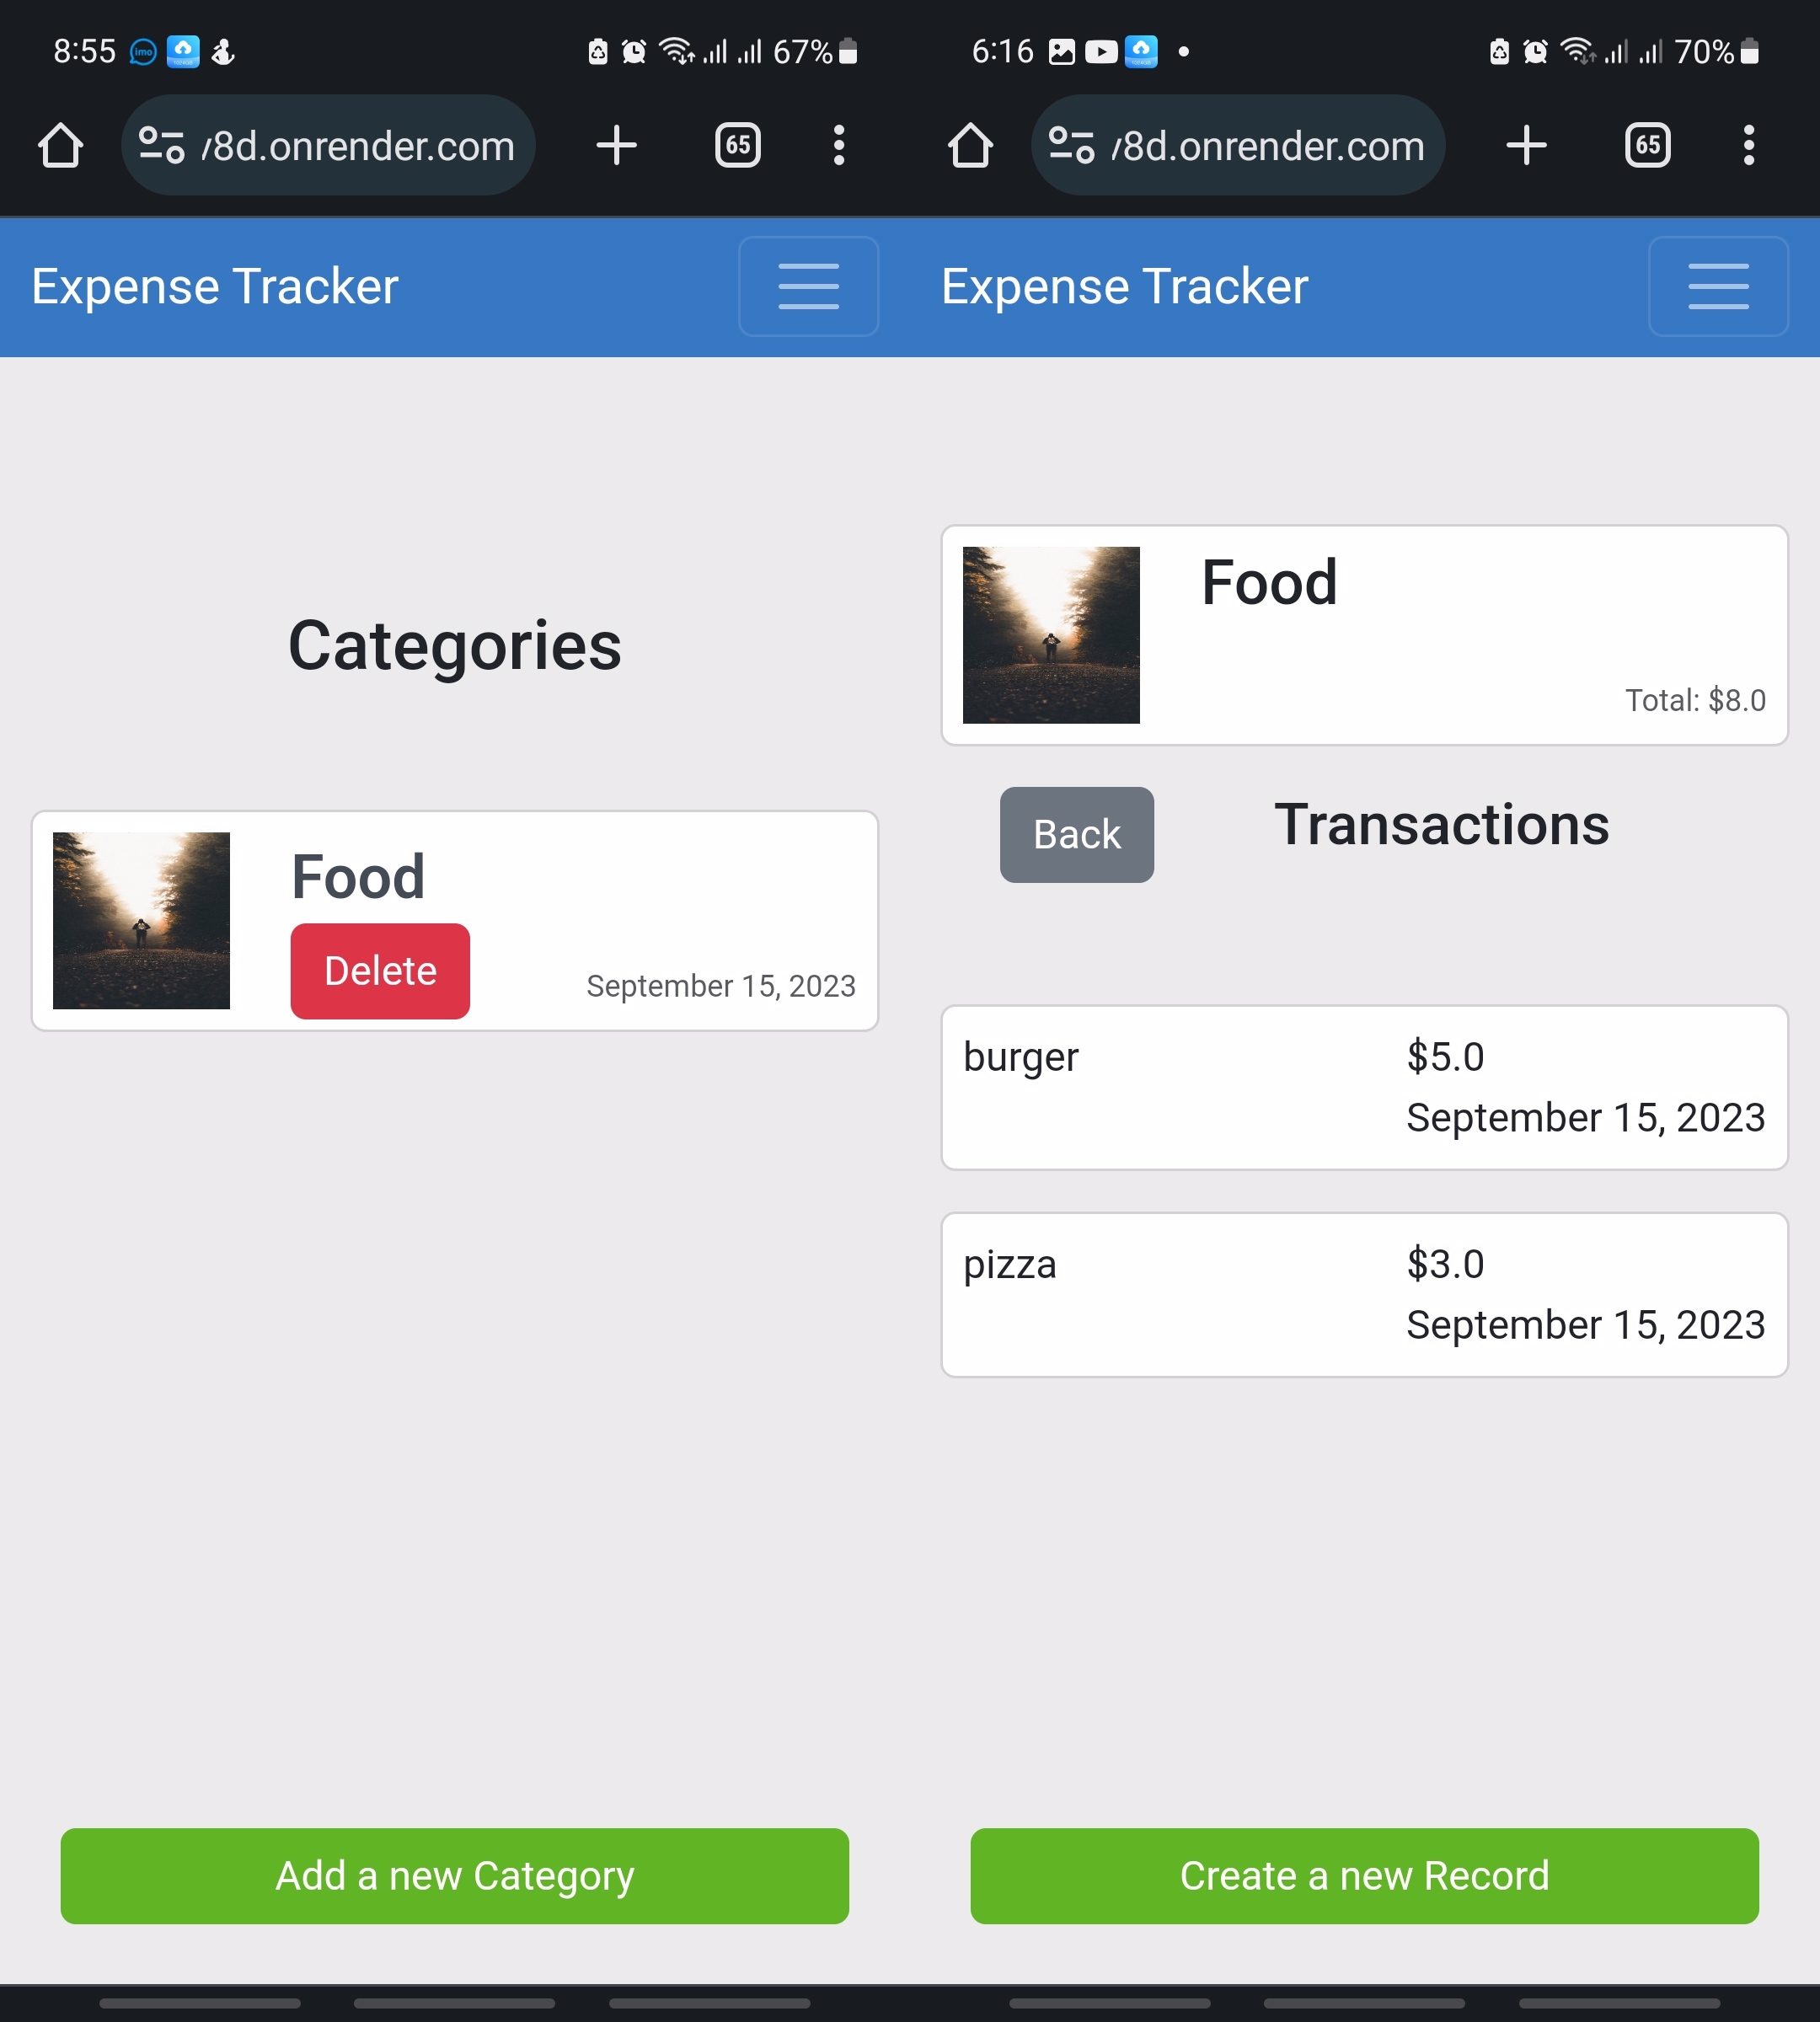 8:55 imo 67%
/8d.onrender.com 65
Expense Tracker
Categories
Food
Delete
September 15, 2023
Add a new Category
6:16 70%
/8d.onrender.com 65
Expense Tracker
Food
Total: $8.0
Back
Transactions
burger $5.0
September 15, 2023
pizza $3.0
September 15, 2023
Create a new Record